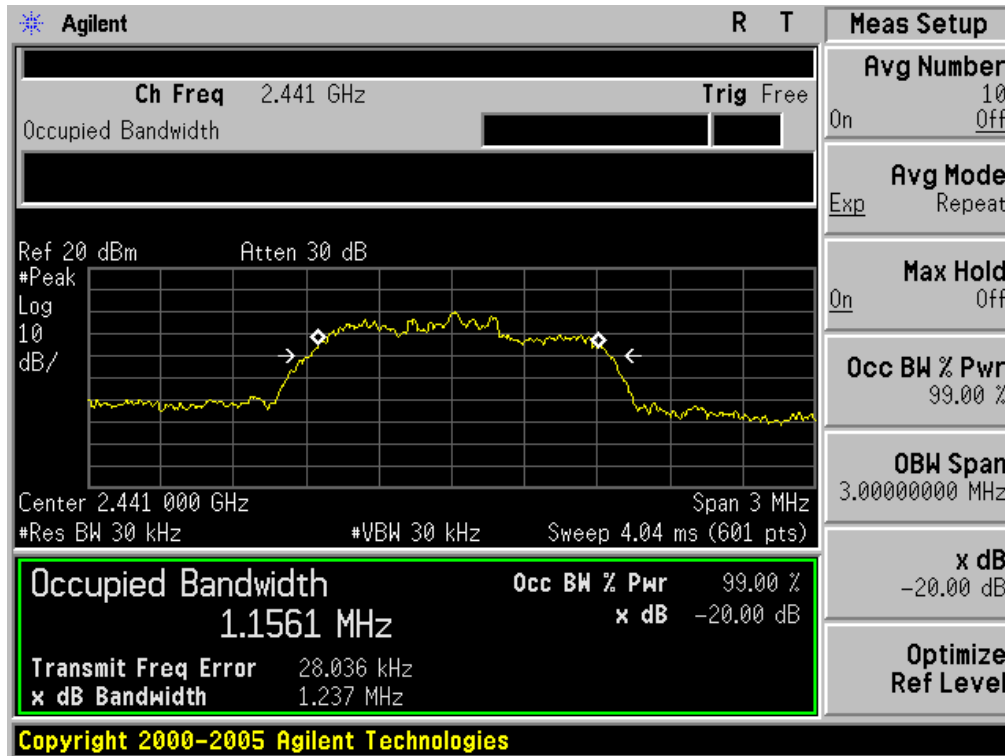 Agilent R T Meas Setup
Avg Number
10
On Off
Ch Freq 2.441 GHz Trig Free
Occupied Bandwidth
Avg Mode
Exp Repeat
Ref 20 dBm Atten 30 dB
#Peak
Log
10
dB/
Max Hold
On Off
Occ BW % Pwr
99.00 %
OBW Span
3.00000000 MHz
Center 2.441 000 GHz Span 3 MHz
#Res BW 30 kHz #VBW 30 kHz Sweep 4.04 ms (601 pts)
x dB
-20.00 dB
Optimize
Ref Level
Occupied Bandwidth
1.1561 MHz
Occ BW % Pwr 99.00 %
x dB -20.00 dB
Transmit Freq Error 28.036 kHz
x dB Bandwidth 1.237 MHz
Copyright 2000-2005 Agilent Technologies